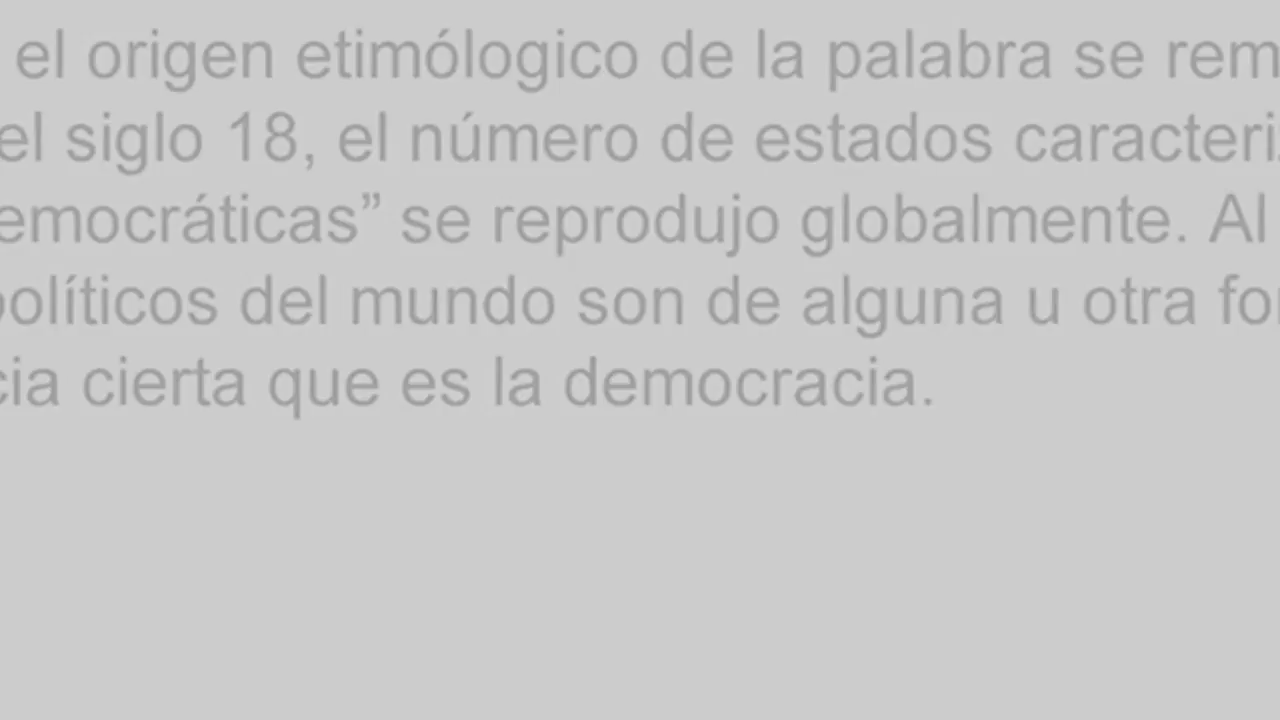 el origen etimólogico de la palabra se rem
el siglo 18, el número de estados caracteri
emocráticas” se reprodujo globalmente. Al
políticos del mundo son de alguna u otra fo
cia cierta que es la democracia.